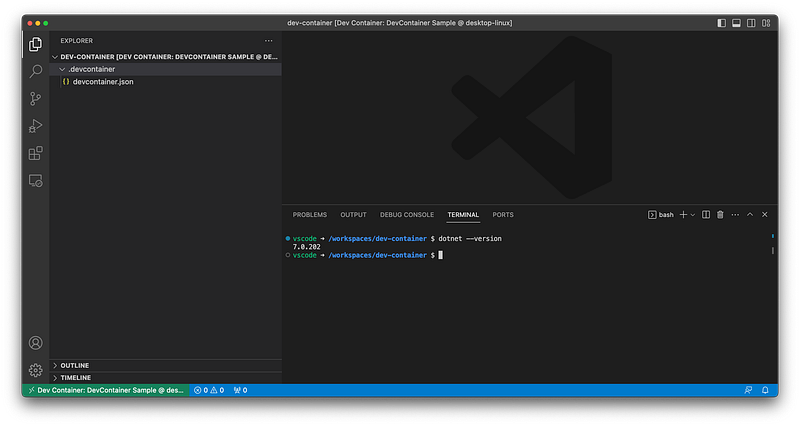 dev-container [Dev Container: DevContainer Sample @ desktop-linux]
EXPLORER
DEV-CONTAINER [DEV CONTAINER: DEVCONTAINER SAMPLE @ DE...
.devcontainer
{} devcontainer.json
OUTLINE
TIMELINE
PROBLEMS OUTPUT DEBUG CONSOLE TERMINAL PORTS
bash
vscode ➜ /workspaces/dev-container $ dotnet --version
7.0.202
vscode ➜ /workspaces/dev-container $
Dev Container: DevContainer Sample @ des... 0 0 0